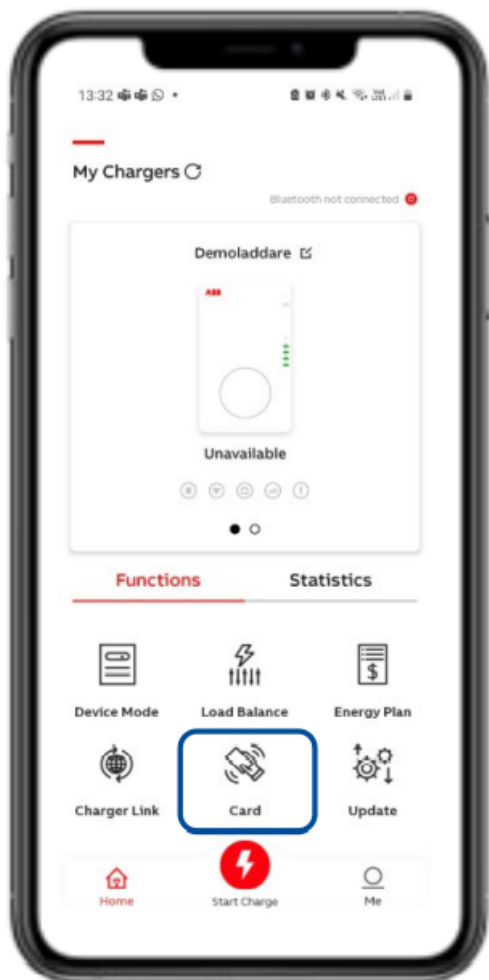 13:32
My Chargers
Bluetooth not connected
Demoladdare
ABB
Unavailable
Functions Statistics
Device Mode Load Balance Energy Plan
Charger Link Card Update
Home Start Charge Me